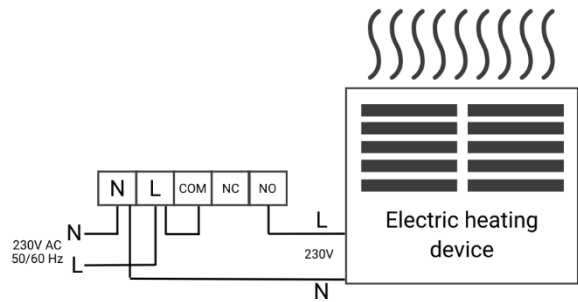 N L COM NC NO
N
230V AC
50/60 Hz
L
L
230V
N
Electric heating
device